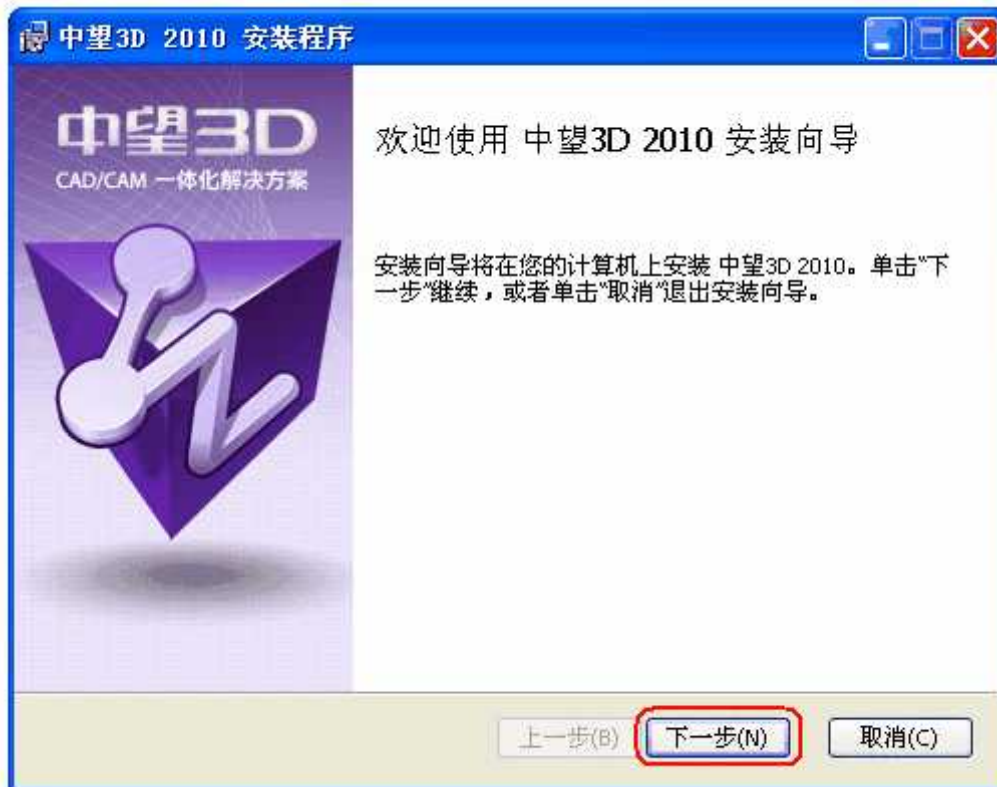 中望3D 2010 安装程序
中望3D
CAD/CAM 一体化解决方案
欢迎使用 中望3D 2010 安装向导
安装向导将在您的计算机上安装 中望3D 2010。单击“下
一步”继续，或者单击“取消”退出安装向导。
上一步(B) 下一步(N) 取消(C)